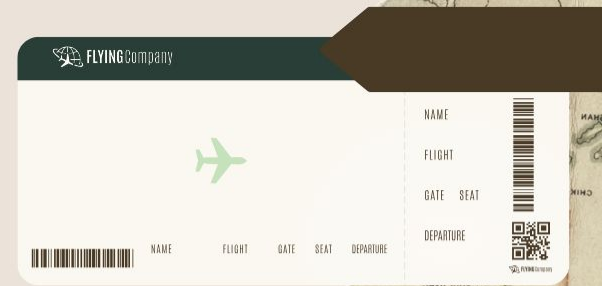 FLYINGCompany
NAME FLIGHT GATE SEAT DEPARTURE
NAME
FLIGHT
GATE SEAT
DEPARTURE
FLYINGCompany